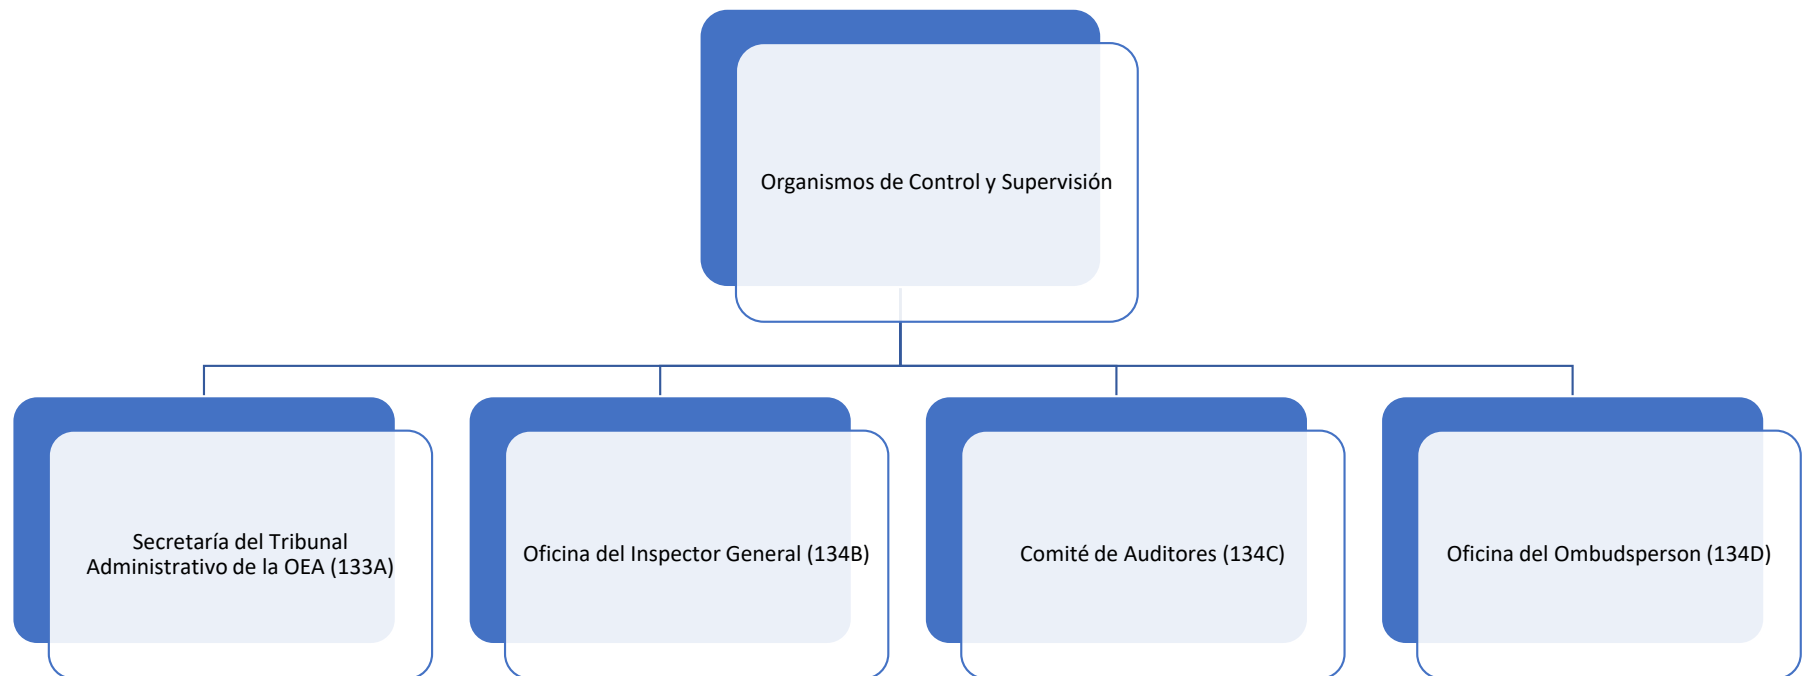 Organismos de Control y Supervisión
Secretaría del Tribunal
Administrativo de la OEA (133A)
Oficina del Inspector General (134B)
Comité de Auditores (134C)
Oficina del Ombudsperson (134D)